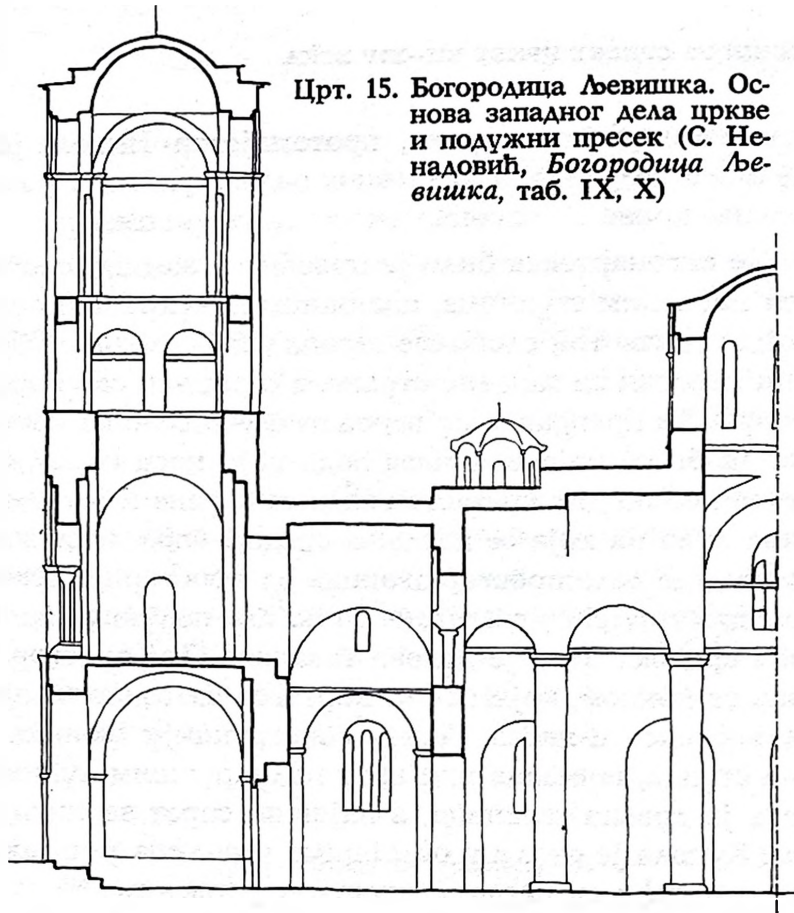 Црт. 15. Богородица Љевишка. Ос-
нова западног дела цркве
и подужни пресек (С. Не-
надовић, Богородица Ље-
вишка, таб. IX, X)